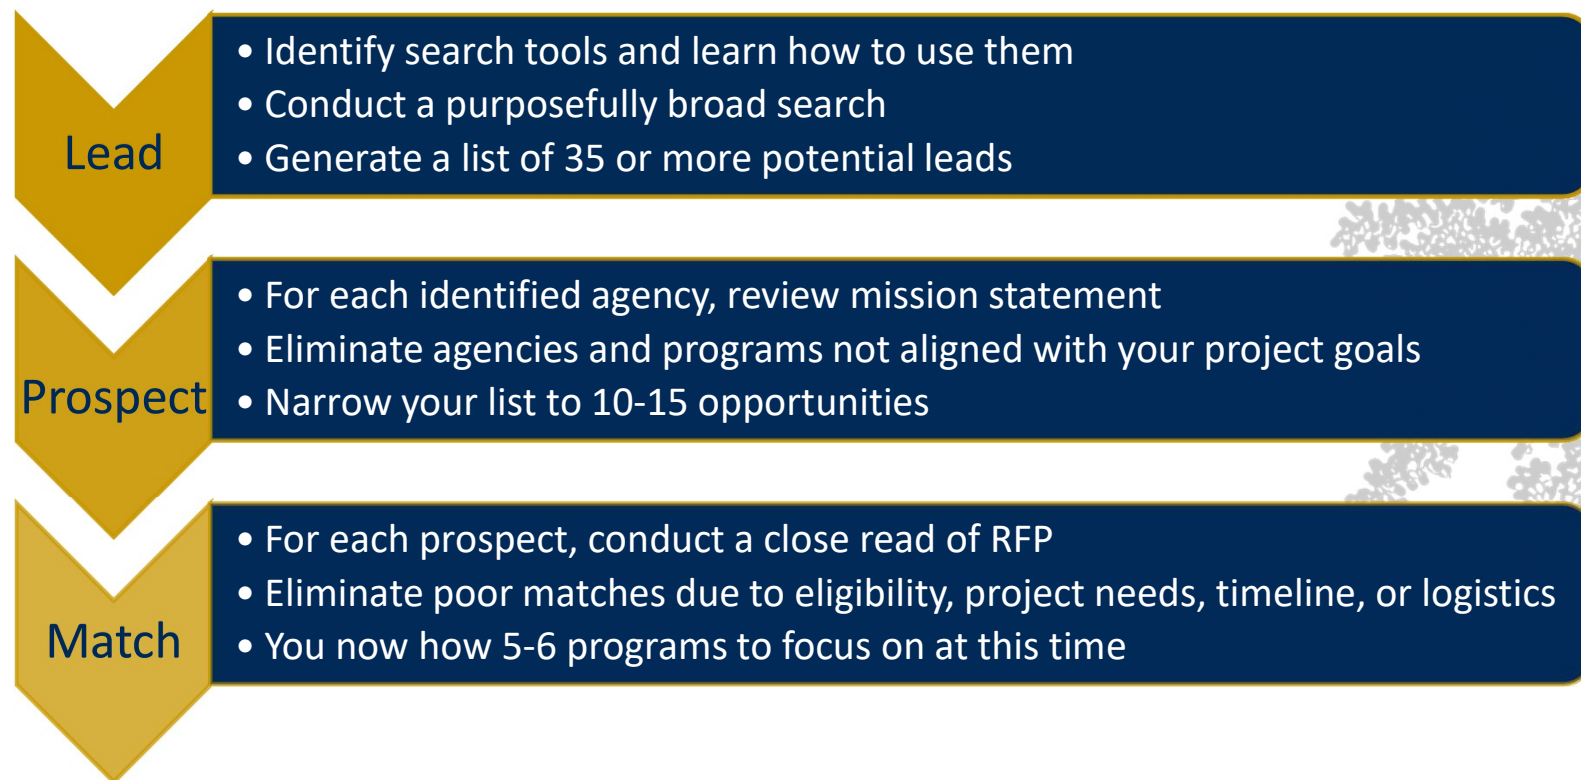 Lead
• Identify search tools and learn how to use them
• Conduct a purposefully broad search
• Generate a list of 35 or more potential leads
Prospect
• For each identified agency, review mission statement
• Eliminate agencies and programs not aligned with your project goals
• Narrow your list to 10-15 opportunities
Match
• For each prospect, conduct a close read of RFP
• Eliminate poor matches due to eligibility, project needs, timeline, or logistics
• You now how 5-6 programs to focus on at this time